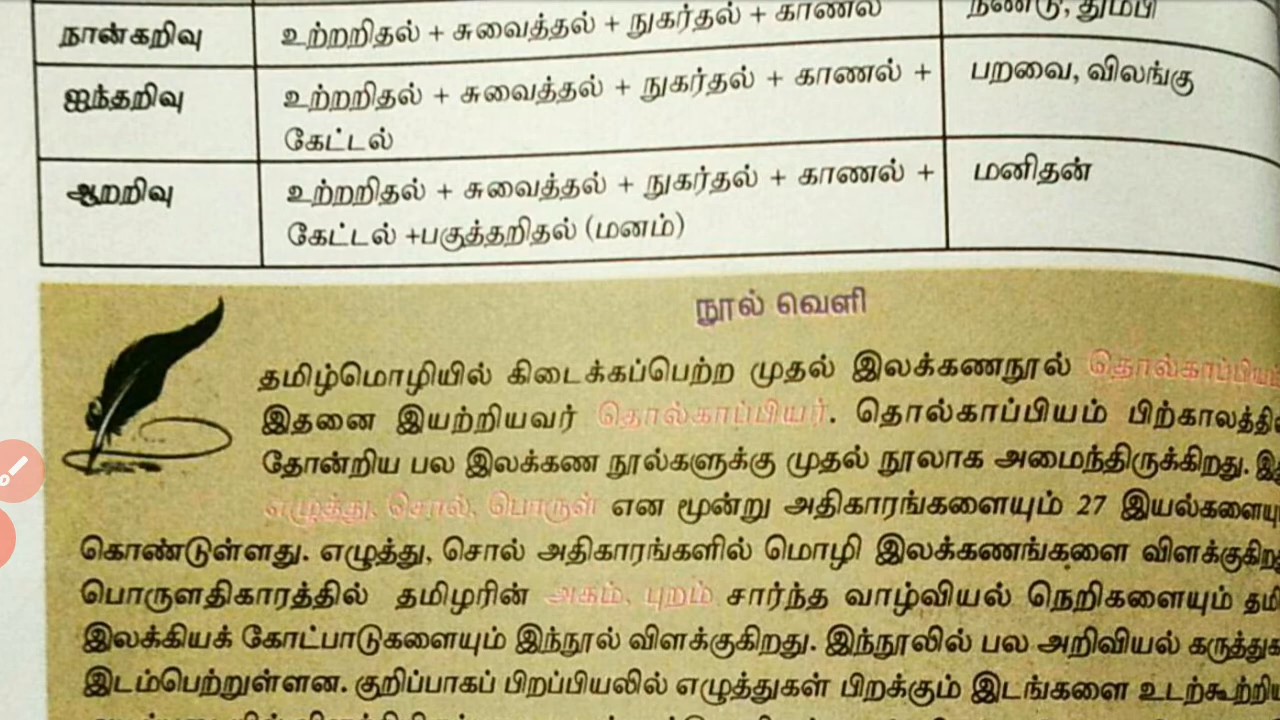 நான்கறிவு உற்றறிதல் + சுவைத்தல் + நுகர்தல் + காணல் நண்டு, தும்பி
ஐந்தறிவு உற்றறிதல் + சுவைத்தல் + நுகர்தல் + காணல் + பறவை, விலங்கு
கேட்டல்
ஆறறிவு உற்றறிதல் + சுவைத்தல் + நுகர்தல் + காணல் + மனிதன்
கேட்டல் +பகுத்தறிதல் (மனம்)
நூல் வெளி
தமிழ்மொழியில் கிடைக்கப்பெற்ற முதல் இலக்கணநூல்
இதனை இயற்றியவர் தொல்காப்பியர். தொல்காப்பியம்
தோன்றிய பல இலக்கண நூல்களுக்கு முதல் நூலாக அமைந்திருக்கிறது.
எழுத்து, சொல், பொருள் என மூன்று அதிகாரங்களையும் 27
கொண்டுள்ளது. எழுத்து, சொல் அதிகாரங்களில் மொழி இலக்கணங்களை
பொருளதிகாரத்தில் தமிழரின் அகம், புறம் சார்ந்த வாழ்வியல் நெறிகளையும்
இலக்கியக் கோட்பாடுகளையும் இந்நூல் விளக்குகிறது. இந்நூலில் பல அறிவியல்
இடம்பெற்றுள்ளன. குறிப்பாகப் பிறப்பியலில் எழுத்துகள் பிறக்கும் இடங்களை